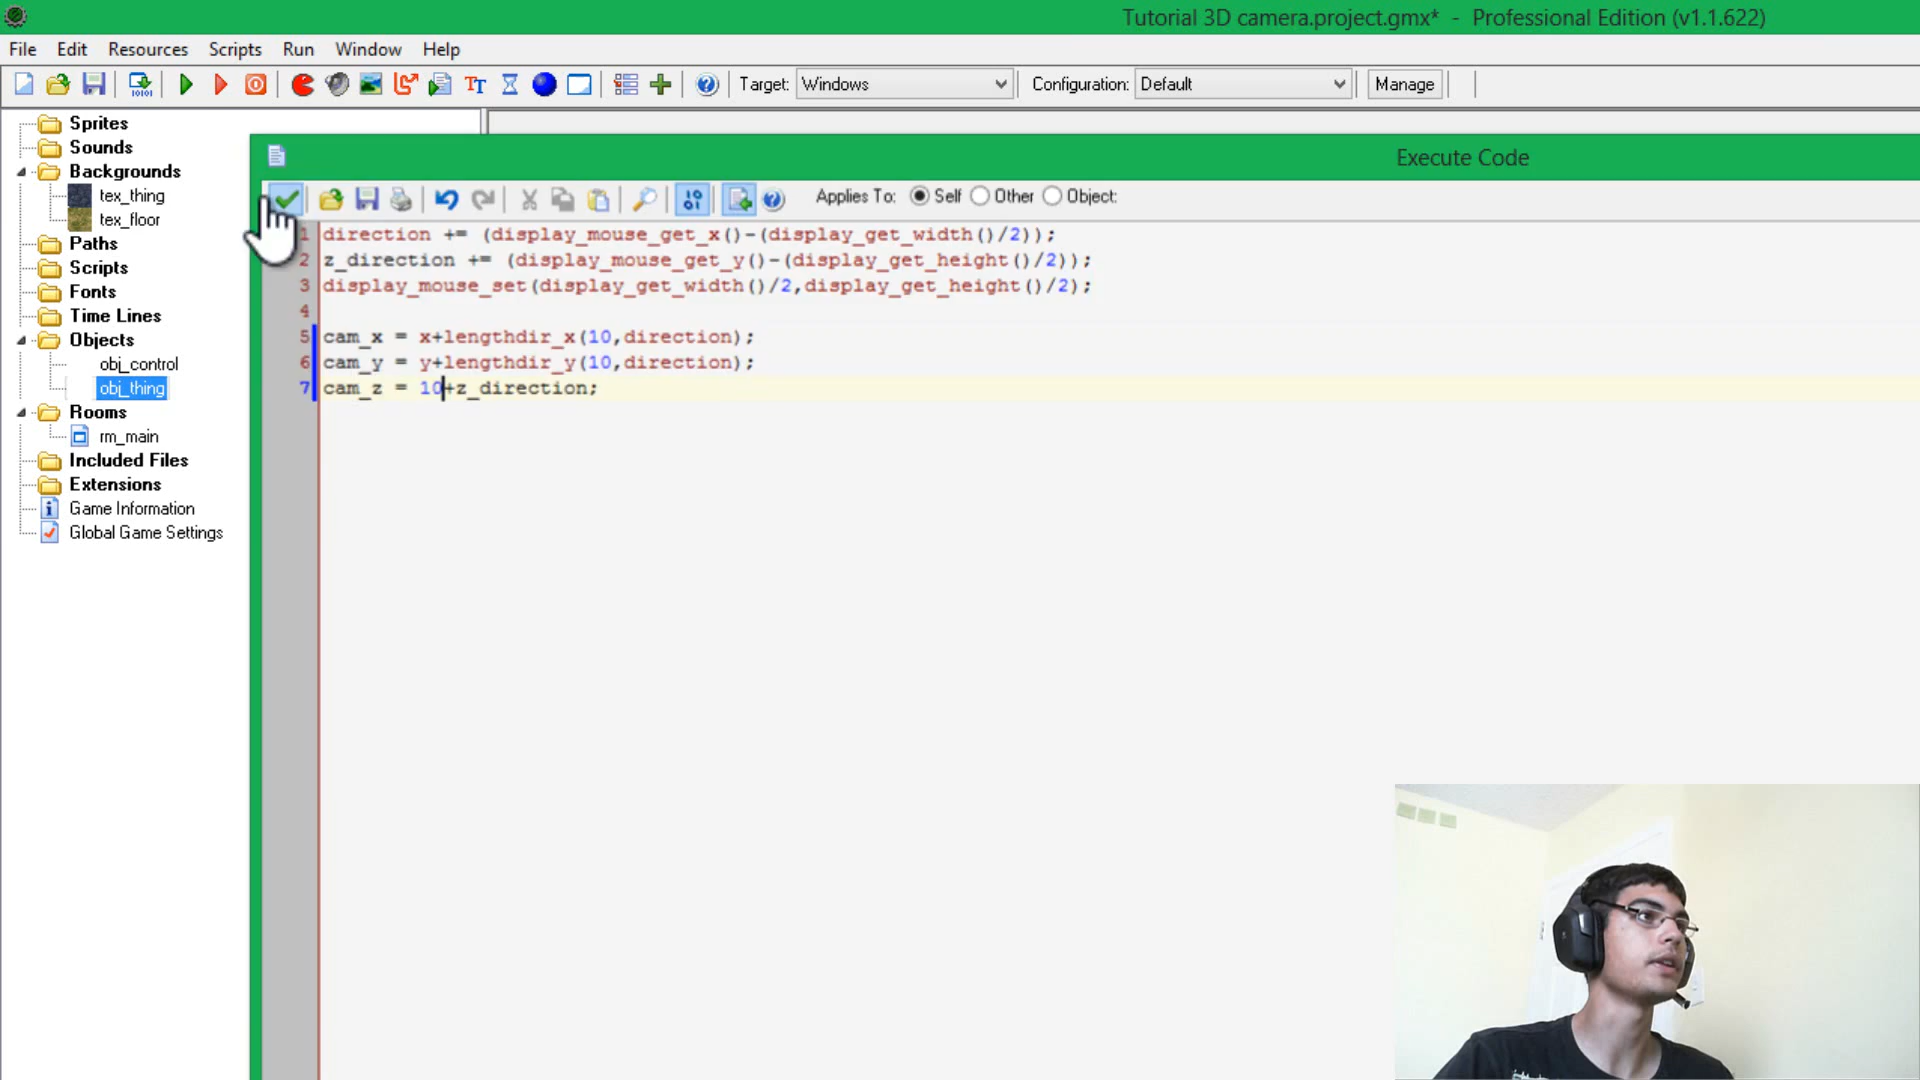 Tutorial 3D camera.project.gmx* - Professional Edition (v1.1.622)
File Edit Resources Scripts Run Window Help
Target: Windows Configuration: Default Manage
Sprites
Sounds
Backgrounds
tex_thing
tex_floor
Paths
Scripts
Fonts
Time Lines
Objects
obj_control
obj_thing
Rooms
rm_main
Included Files
Extensions
Game Information
Global Game Settings
Execute Code
Applies To: Self Other Object:
1 direction += (display_mouse_get_x()-(display_get_width()/2));
2 z_direction += (display_mouse_get_y()-(display_get_height()/2));
3 display_mouse_set(display_get_width()/2,display_get_height()/2);
4
5 cam_x = x+lengthdir_x(10,direction);
6 cam_y = y+lengthdir_y(10,direction);
7 cam_z = 10+z_direction;